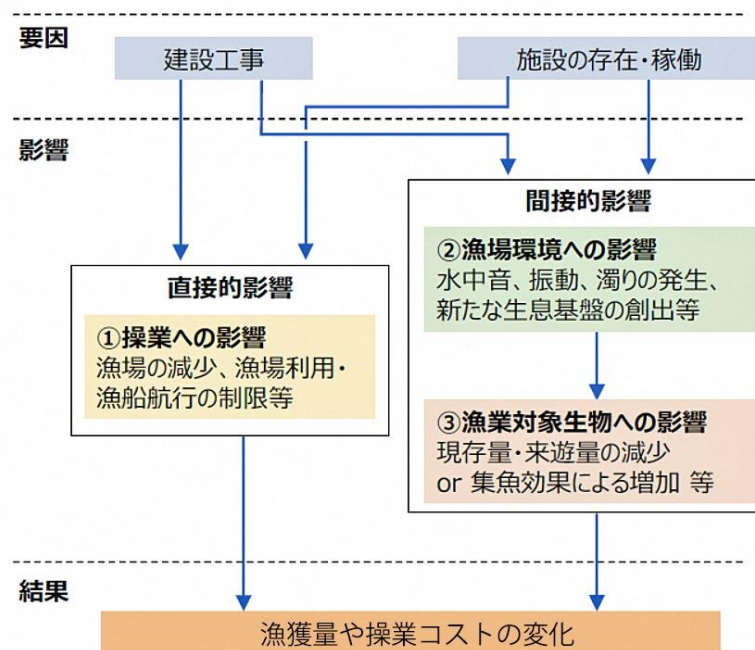 要因
建設工事
施設の存在・稼働
影響
間接的影響
②漁場環境への影響
水中音、振動、濁りの発生、
新たな生息基盤の創出等
直接的影響
①操業への影響
漁場の減少、漁場利用・
漁船航行の制限等
③漁業対象生物への影響
現存量・来遊量の減少
or 集魚効果による増加 等
結果
漁獲量や操業コストの変化